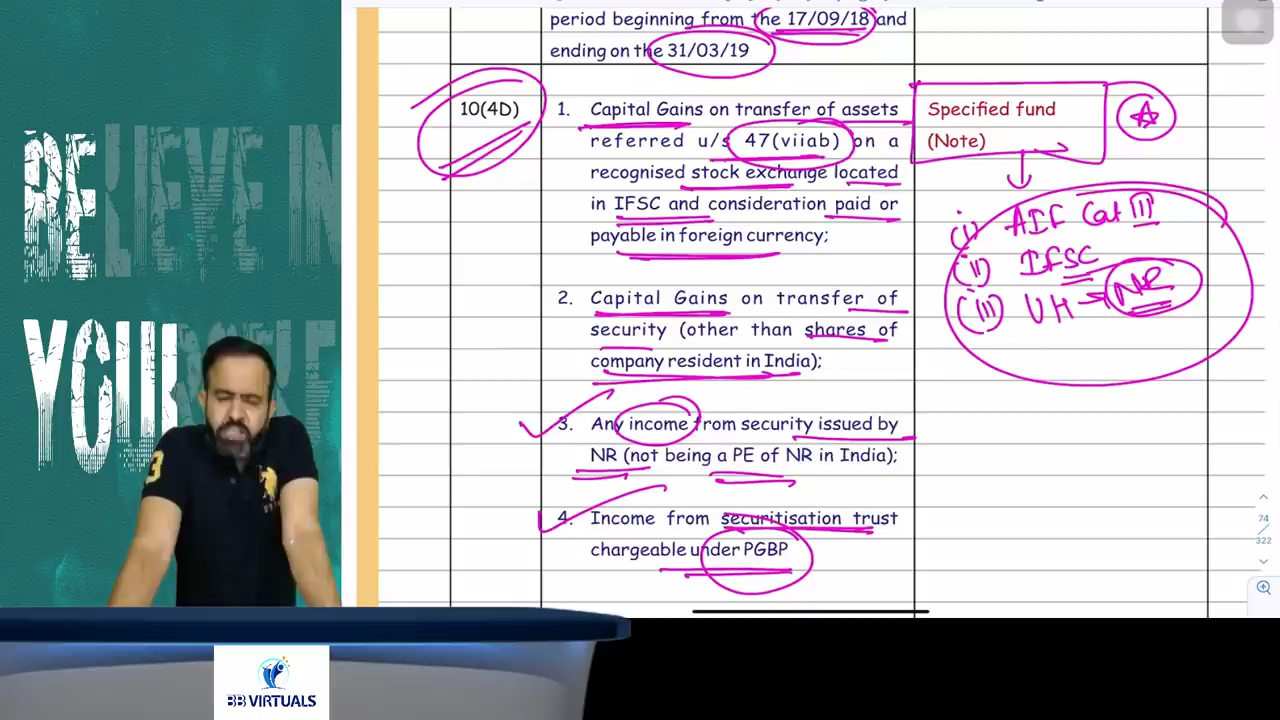 BELIEVE IN
YOURSELF
3
BB VIRTUALS
period beginning from the 17/09/18 and
ending on the 31/03/19
10(4D)
1. Capital Gains on transfer of assets
referred u/s 47(viiab) on a
recognised stock exchange located
in IFSC and consideration paid or
payable in foreign currency;
2. Capital Gains on transfer of
security (other than shares of
company resident in India);
3. Any income from security issued by
NR (not being a PE of NR in India);
4. Income from securitisation trust
chargeable under PGBP
Specified fund
(Note)
(i) AIF Cat III
(ii) IFSC
(iii) UH → NR
74
322